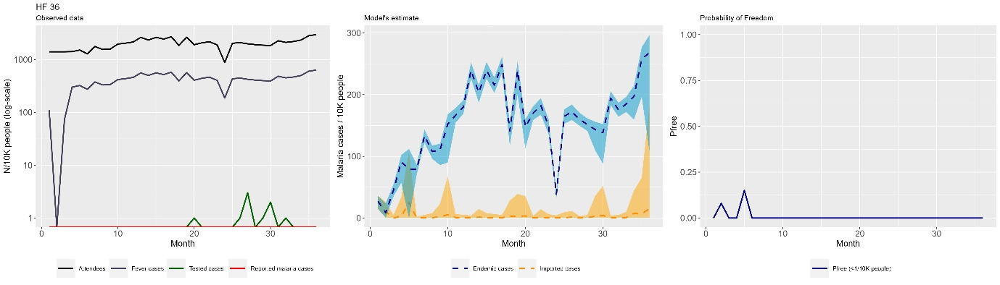 HF 36
Observed data
N/10K people (log-scale)
1000
100
10
1
0
10
20
30
Month
Attendees
Fever cases
Tested cases
Reported malaria cases
Model's estimate
Malaria cases / 10K people
300
200
100
0
0
10
20
30
Month
Endemic cases
Imported cases
Probability of Freedom
Pfree
1.00
0.75
0.50
0.25
0.00
0
10
20
30
Month
Pfree (<1/10K people)